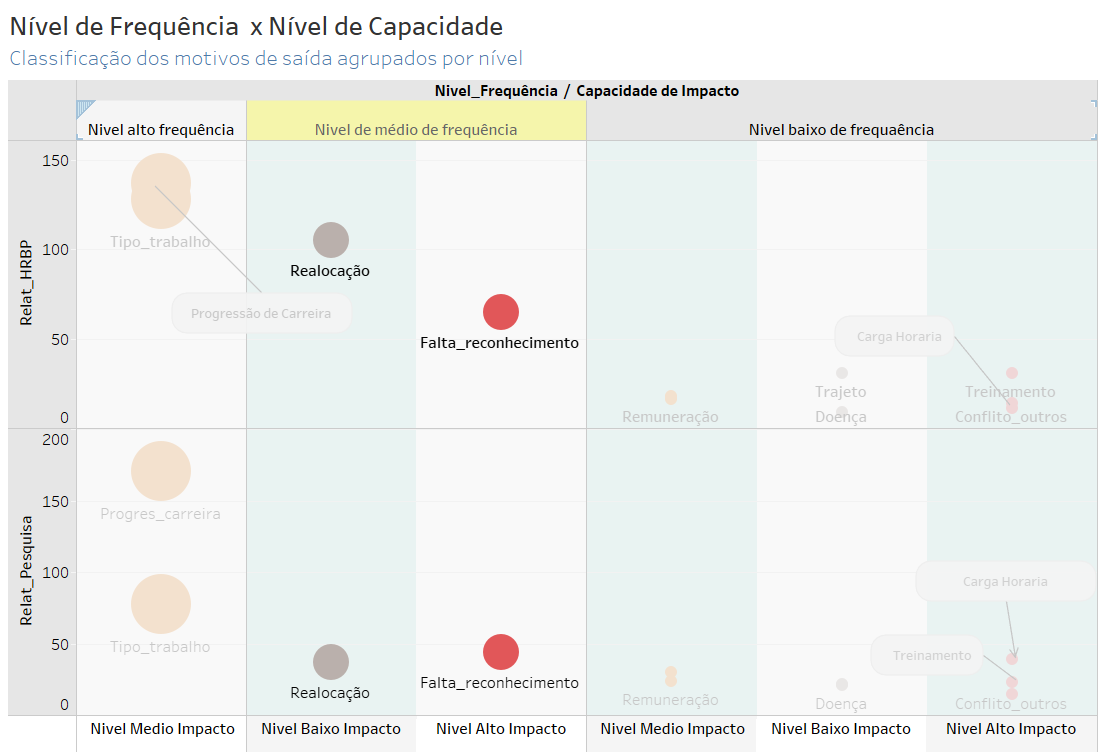 Nível de Frequência x Nível de Capacidade
Classificação dos motivos de saída agrupados por nível
Nivel_Frequência / Capacidade de Impacto
Nivel alto frequência
Nivel de médio de frequência
Nivel baixo de frequaência
Relat_HRBP
150
100
50
0
Tipo_trabalho
Progressão de Carreira
Realocação
Falta_reconhecimento
Remuneração
Trajeto
Doença
Carga Horaria
Treinamento
Conflito_outros
Relat_Pesquisa
200
150
100
50
0
Progres_carreira
Tipo_trabalho
Realocação
Falta_reconhecimento
Remuneração
Doença
Carga Horaria
Treinamento
Conflito_outros
Nivel Medio Impacto
Nivel Baixo Impacto
Nivel Alto Impacto
Nivel Medio Impacto
Nivel Baixo Impacto
Nivel Alto Impacto